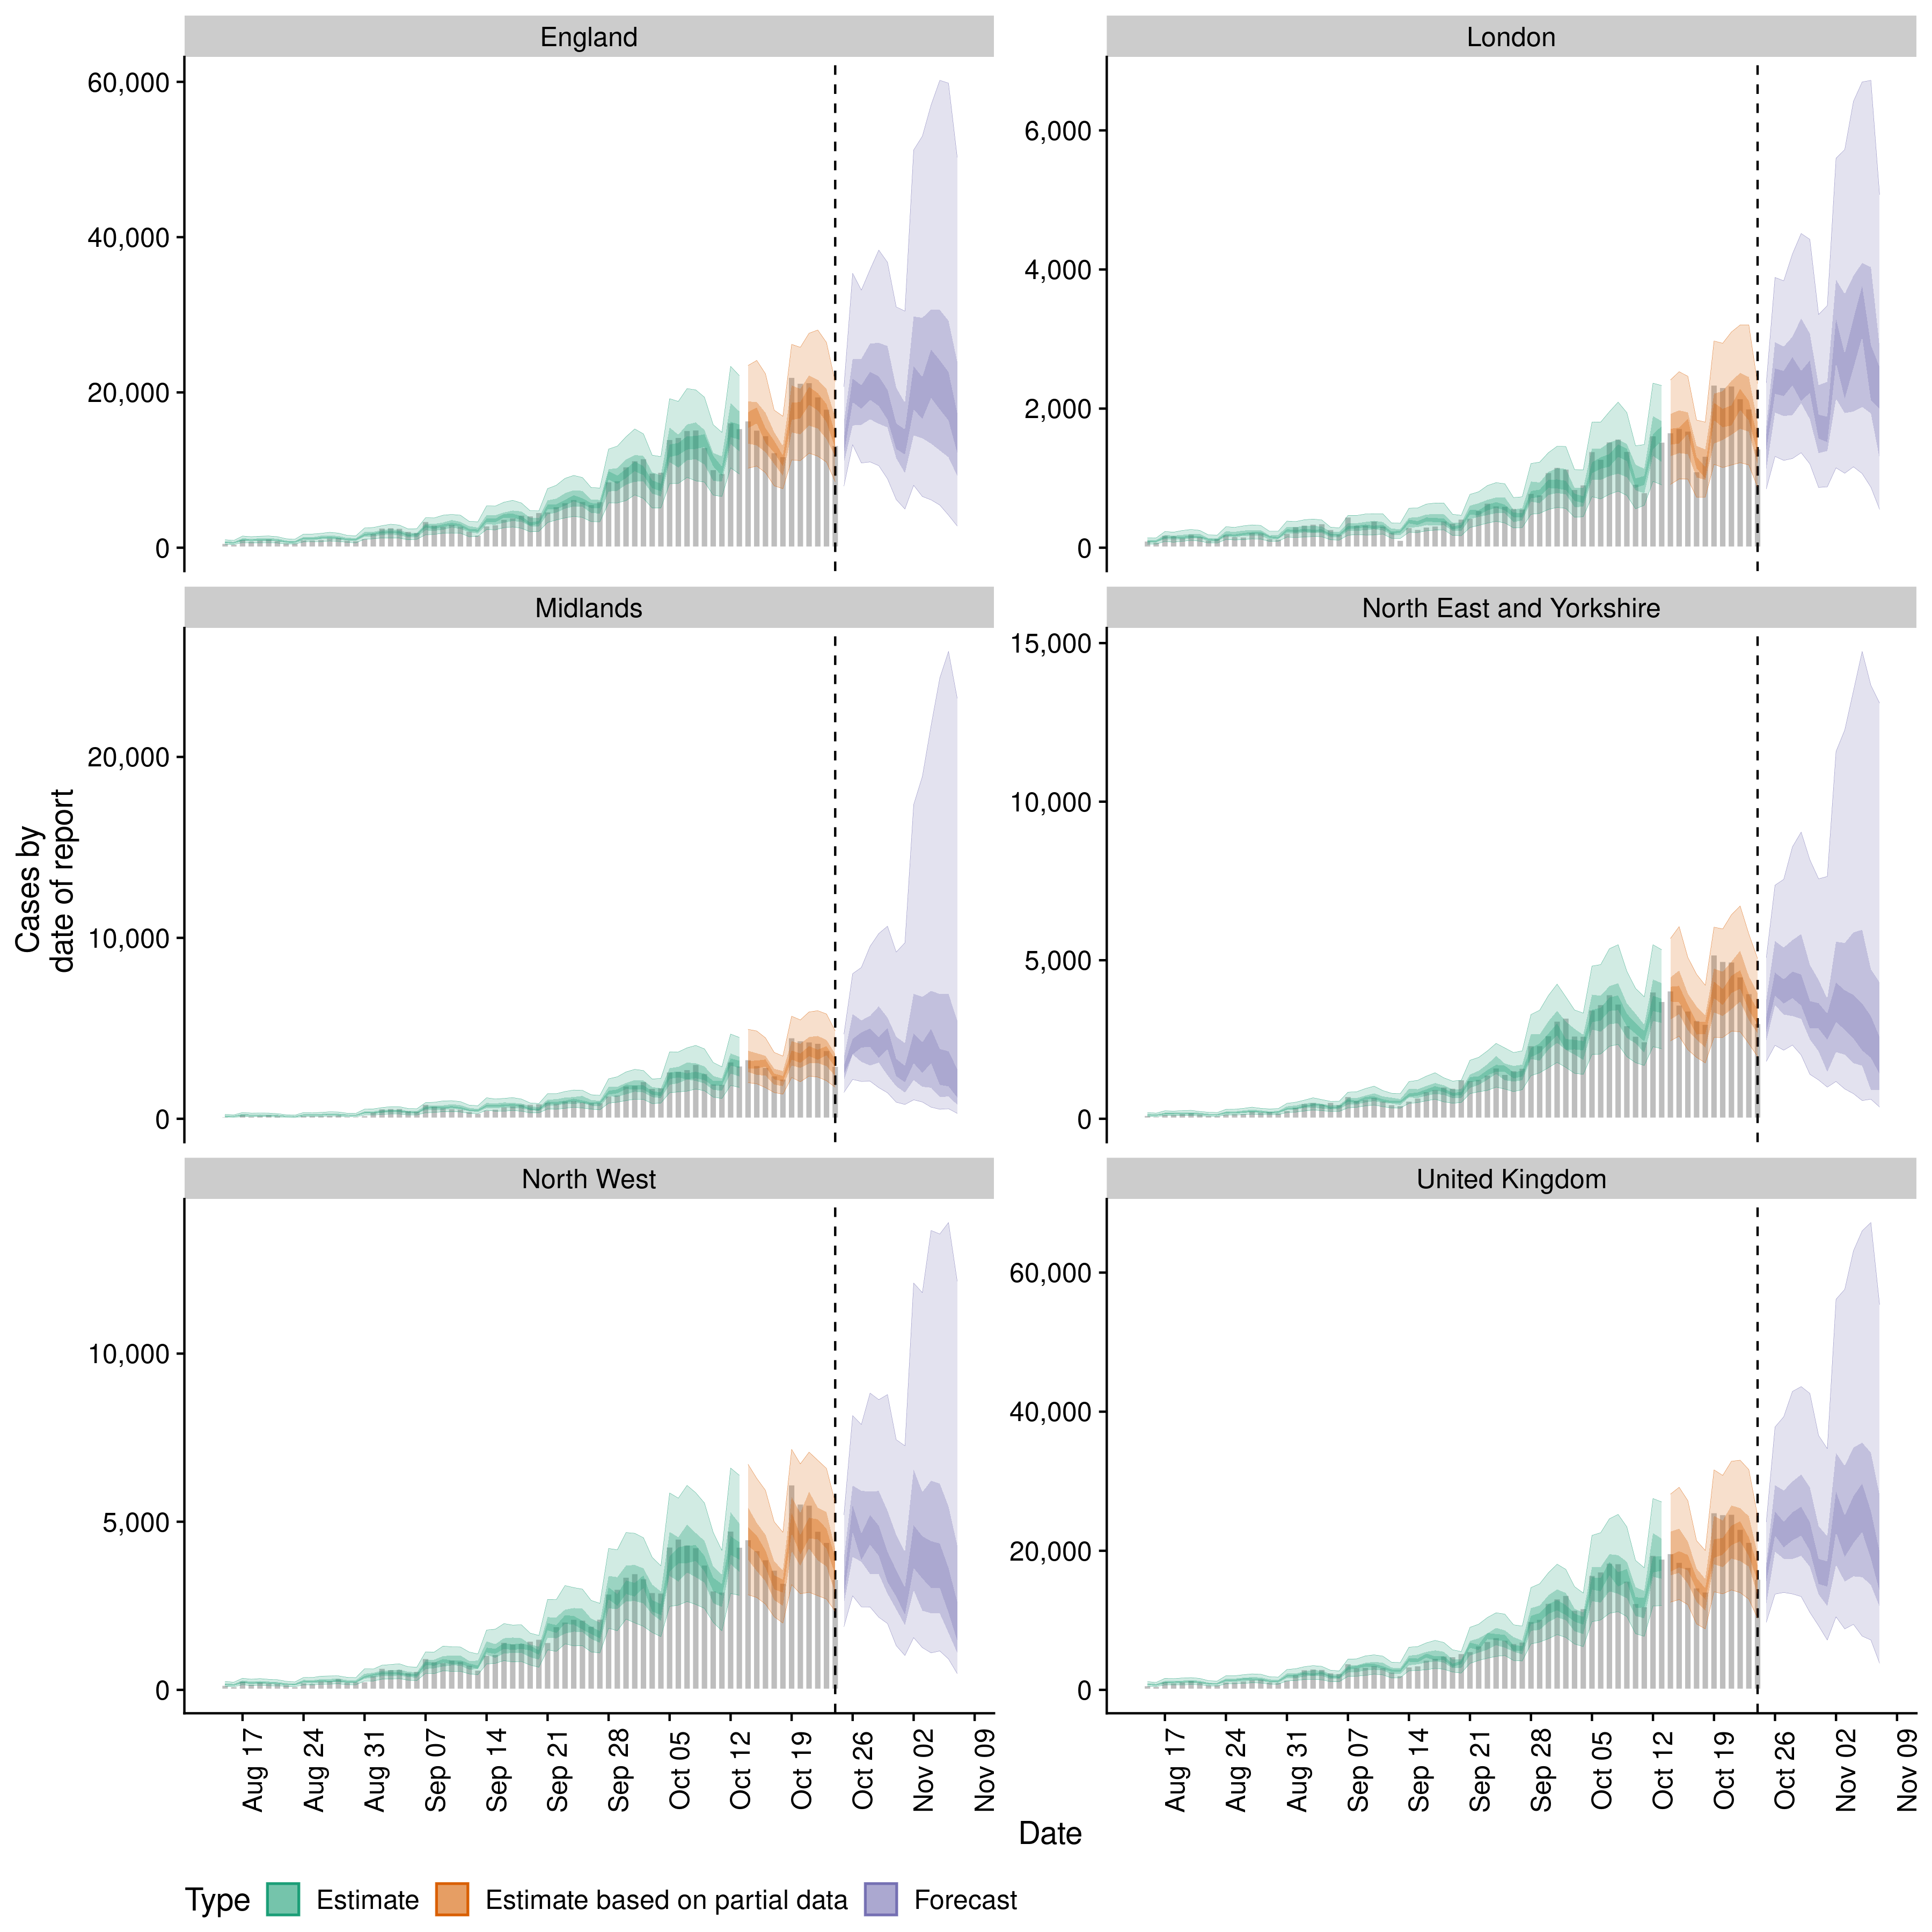 England
London
60,000
40,000
20,000
0
6,000
4,000
2,000
0
Midlands
North East and Yorkshire
Cases by
date of report
20,000
10,000
0
15,000
10,000
5,000
0
North West
United Kingdom
10,000
5,000
0
60,000
40,000
20,000
0
Aug 17
Aug 24
Aug 31
Sep 07
Sep 14
Sep 21
Sep 28
Oct 05
Oct 12
Oct 19
Oct 26
Nov 02
Nov 09
Aug 17
Aug 24
Aug 31
Sep 07
Sep 14
Sep 21
Sep 28
Oct 05
Oct 12
Oct 19
Oct 26
Nov 02
Nov 09
Date
Type Estimate Estimate based on partial data Forecast